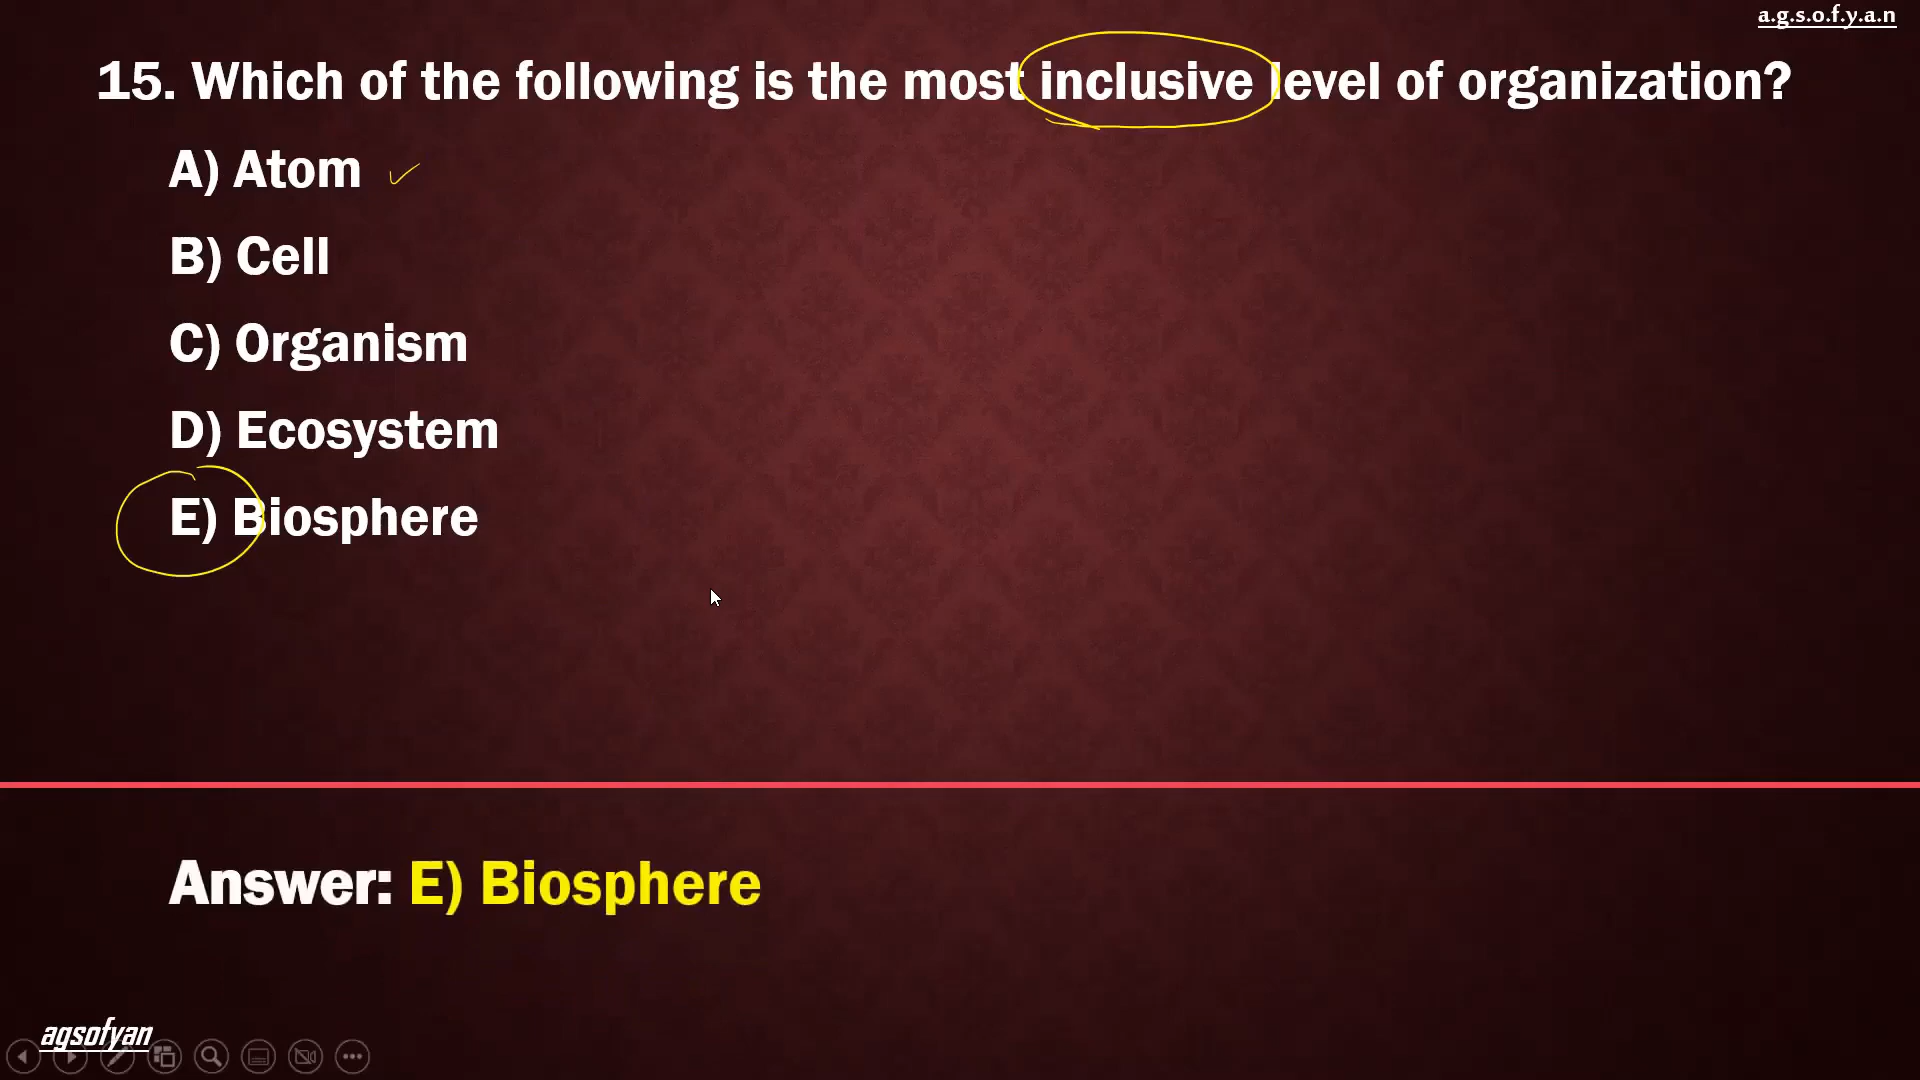 a.g.s.o.f.y.a.n
15. Which of the following is the most inclusive level of organization?
A) Atom
B) Cell
C) Organism
D) Ecosystem
E) Biosphere
Answer: E) Biosphere
agsofyan